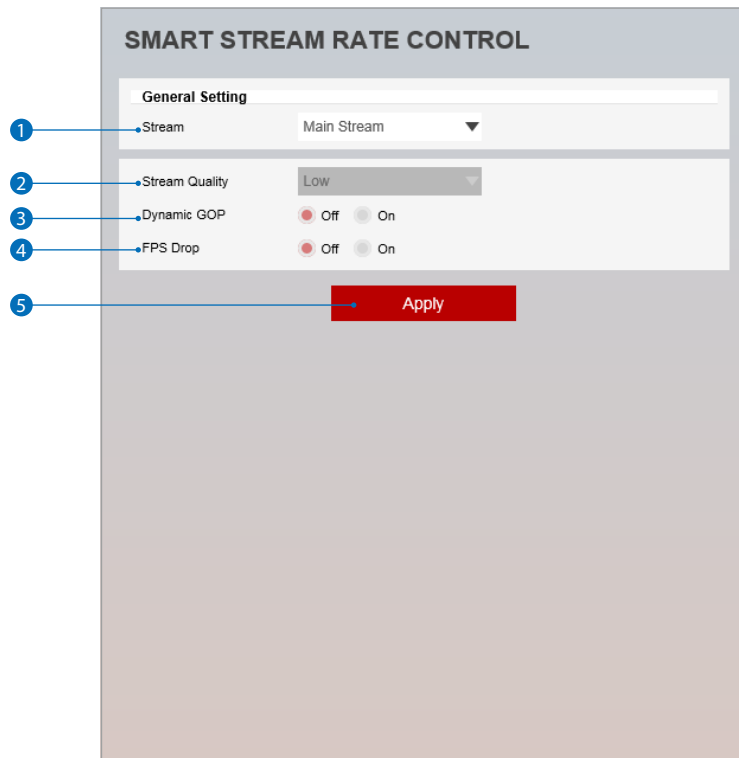 SMART STREAM RATE CONTROL
General Setting
1 Stream Main Stream
2 Stream Quality Low
3 Dynamic GOP Off On
4 FPS Drop Off On
5 Apply